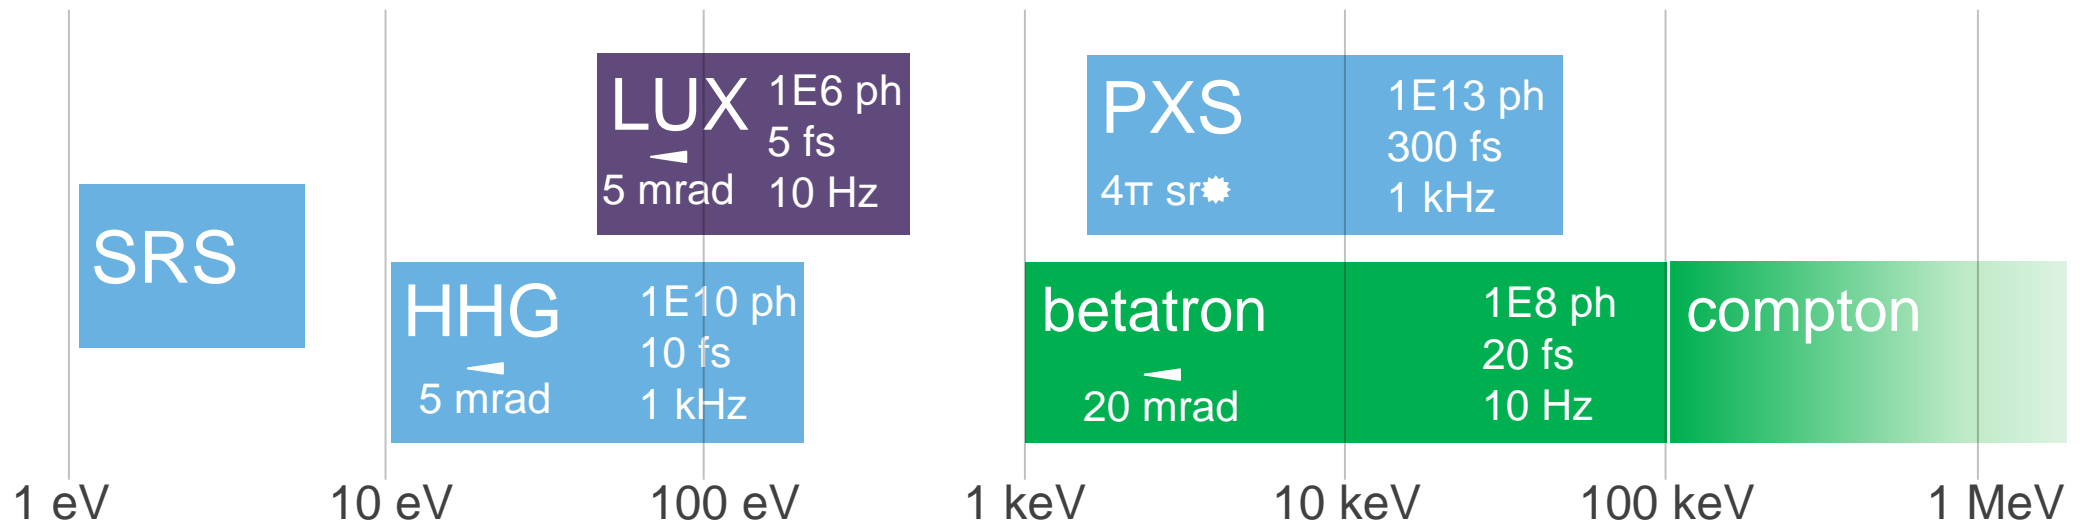 LUX
1E6 ph
5 fs
5 mrad
10 Hz
PXS
1E13 ph
300 fs
4π sr
1 kHz
SRS
HHG
1E10 ph
10 fs
5 mrad
1 kHz
betatron
1E8 ph
20 fs
20 mrad
10 Hz
compton
1 eV
10 eV
100 eV
1 keV
10 keV
100 keV
1 MeV